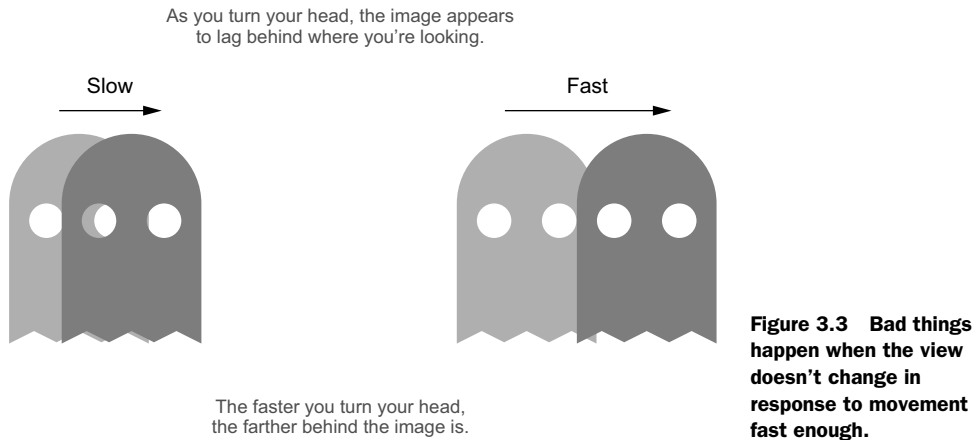 As you turn your head, the image appears
to lag behind where you're looking.
Slow
Fast
The faster you turn your head,
the farther behind the image is.
Figure 3.3 Bad things
happen when the view
doesn't change in
response to movement
fast enough.